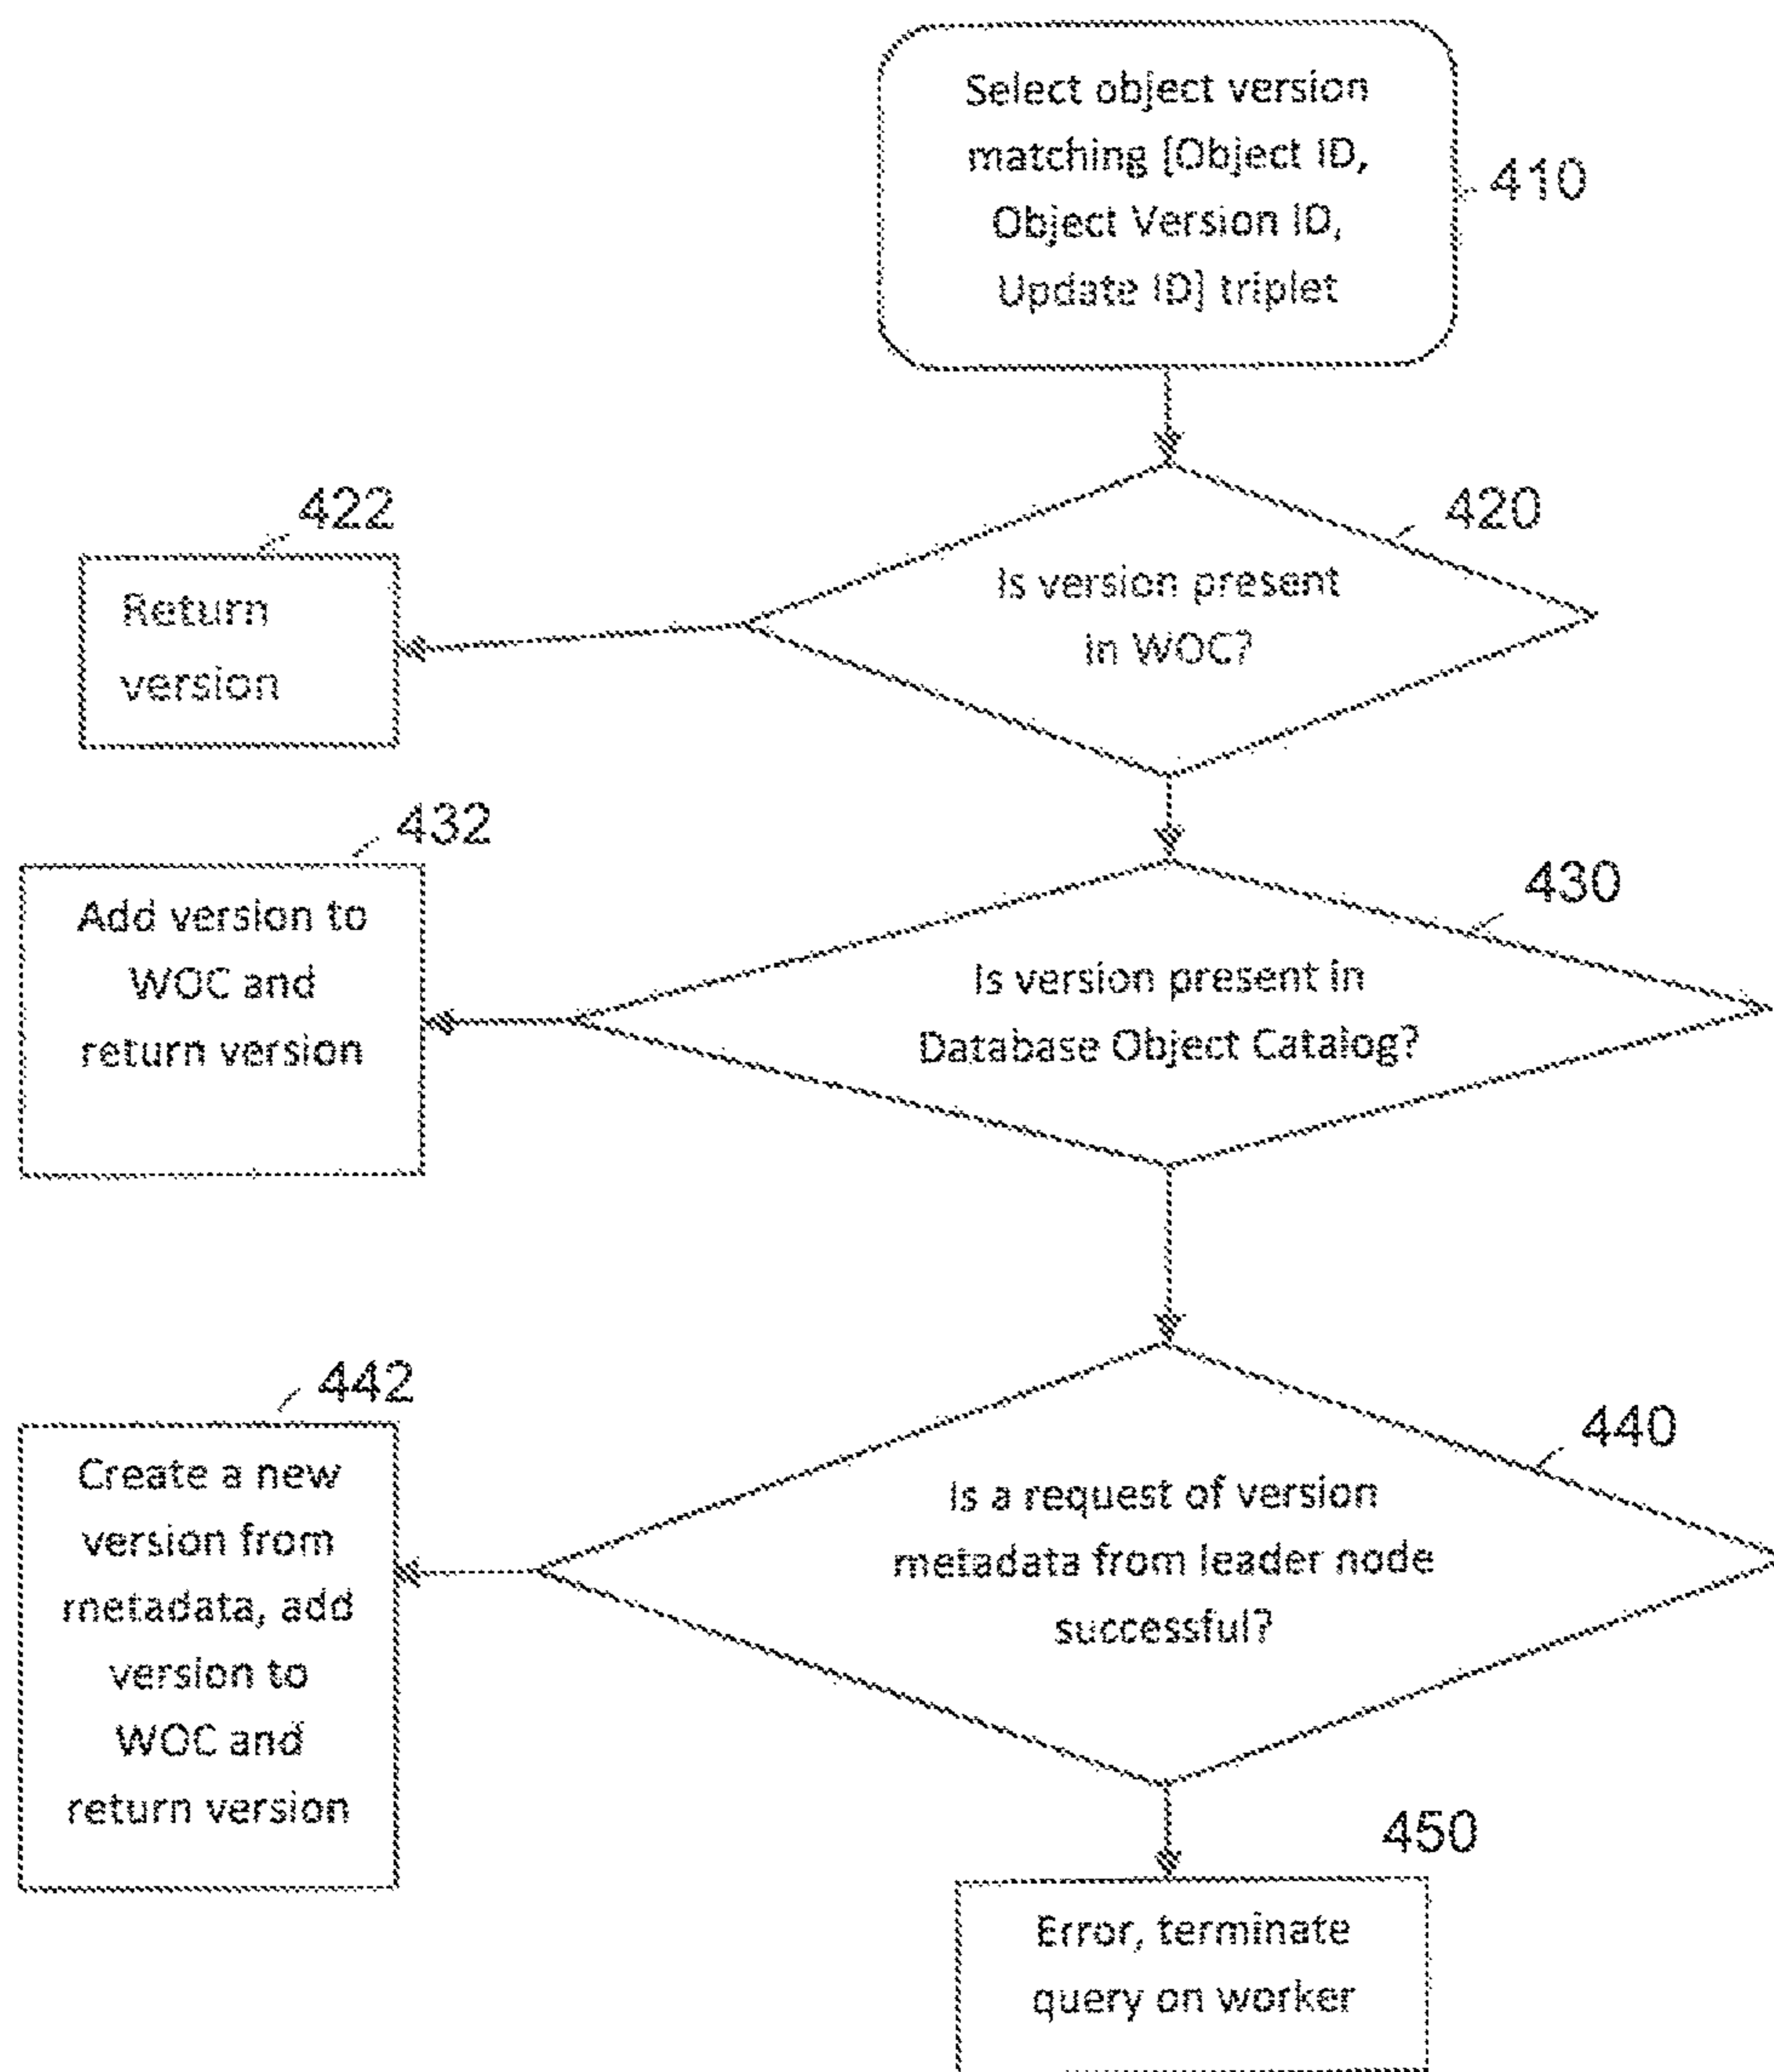 Select object version
matching [Object ID,
Object Version ID,
Update ID] triplet
410
422
420
Return
version
Is version present
in WOC?
432
430
Add version to
WOC and
return version
Is version present in
Database Object Catalog?
442
440
Create a new
version from
metadata, add
version to
WOC and
return version
Is a request of version
metadata from leader node
successful?
450
Error, terminate
query on worker